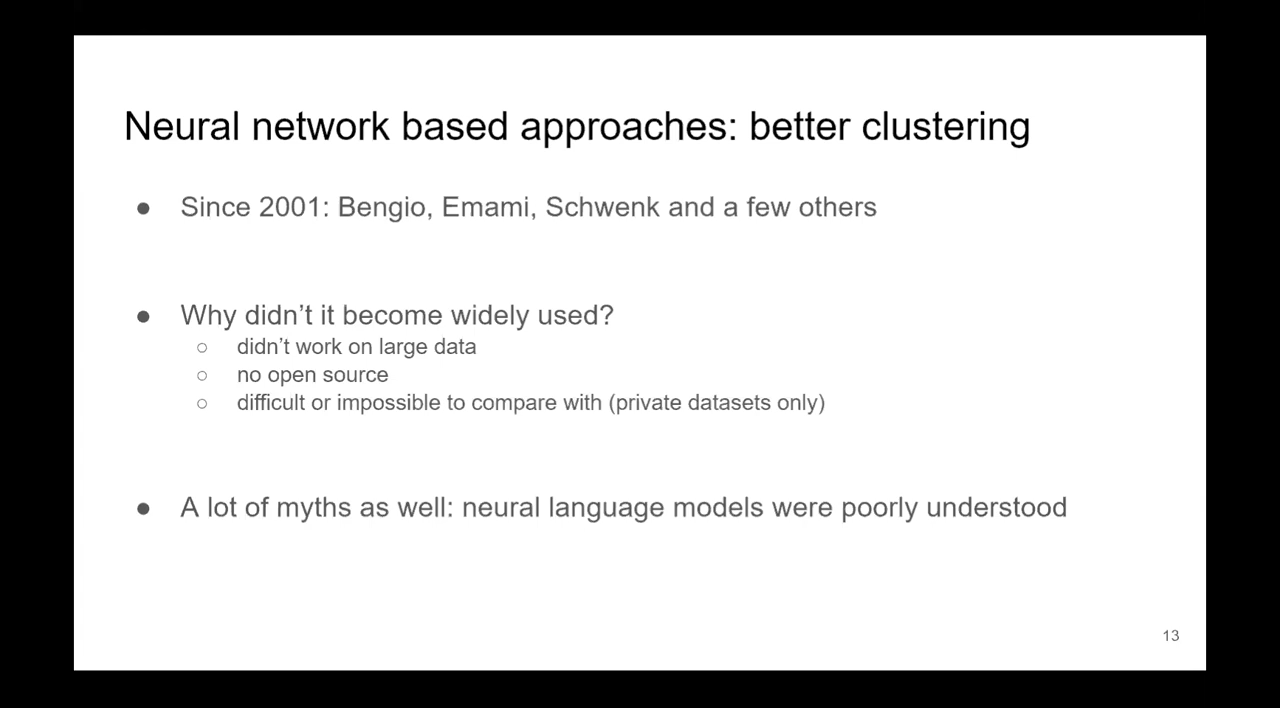 Neural network based approaches: better clustering
● Since 2001: Bengio, Emami, Schwenk and a few others
● Why didn’t it become widely used?
○ didn’t work on large data
○ no open source
○ difficult or impossible to compare with (private datasets only)
● A lot of myths as well: neural language models were poorly understood
13